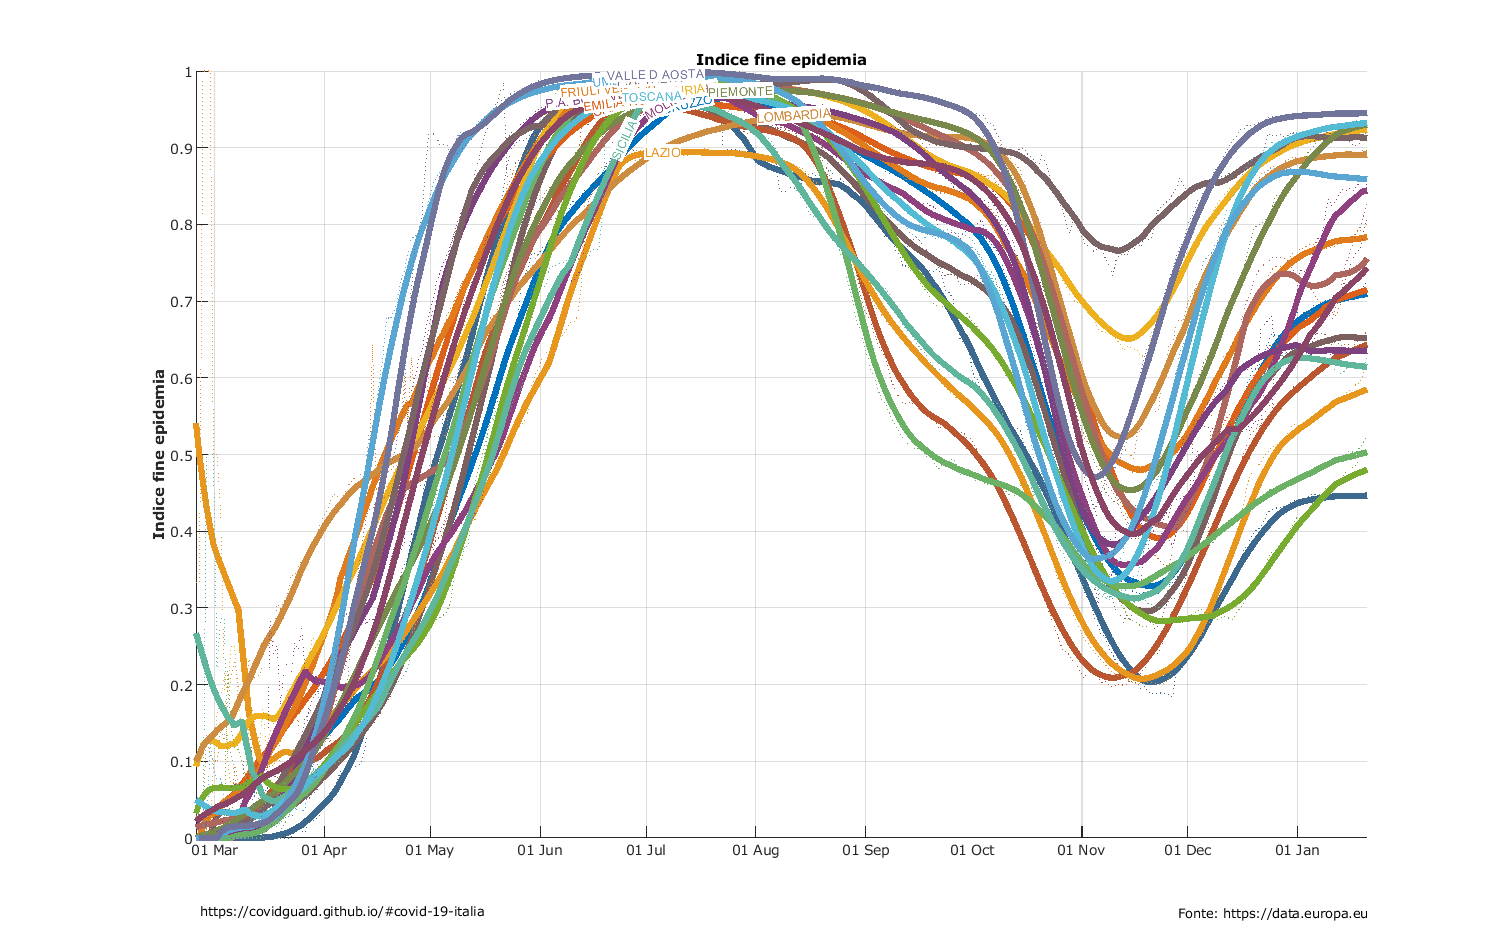 Indice fine epidemia
Indice fine epidemia
1
0.9
0.8
0.7
0.6
0.5
0.4
0.3
0.2
0.1
0
VALLE D AOSTA
PIEMONTE
TOSCANA
LOMBARDIA
SICILIA
LAZIO
01 Mar
01 Apr
01 May
01 Jun
01 Jul
01 Aug
01 Sep
01 Oct
01 Nov
01 Dec
01 Jan
https://covidguard.github.io/#covid-19-italia
Fonte: https://data.europa.eu